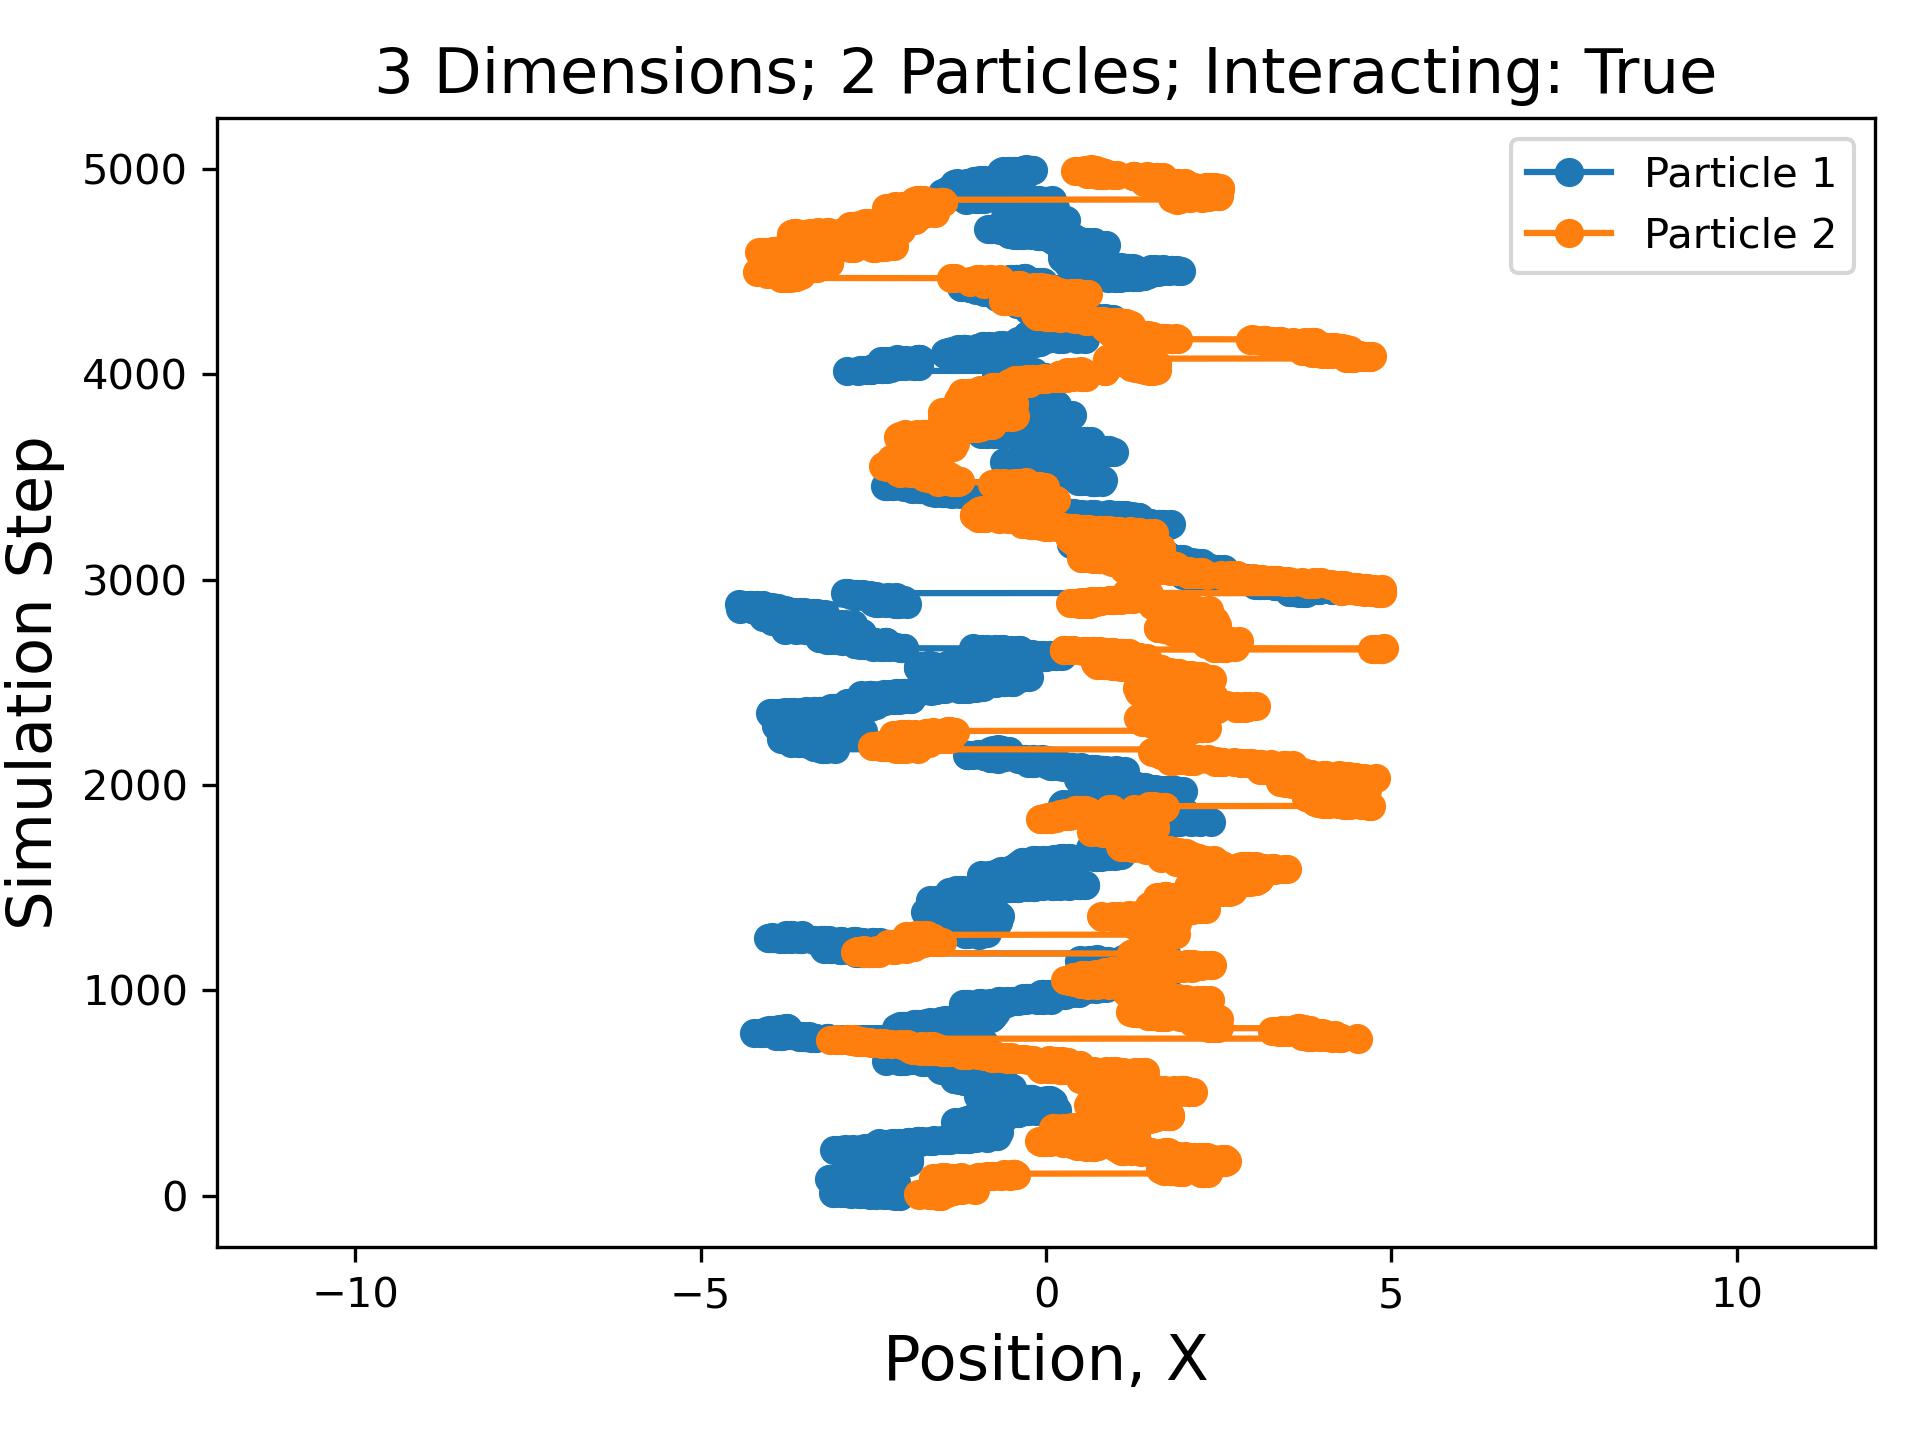 3 Dimensions; 2 Particles; Interacting: True
Particle 1
Particle 2
Simulation Step
5000
4000
3000
2000
1000
0
−10
−5
0
5
10
Position, X